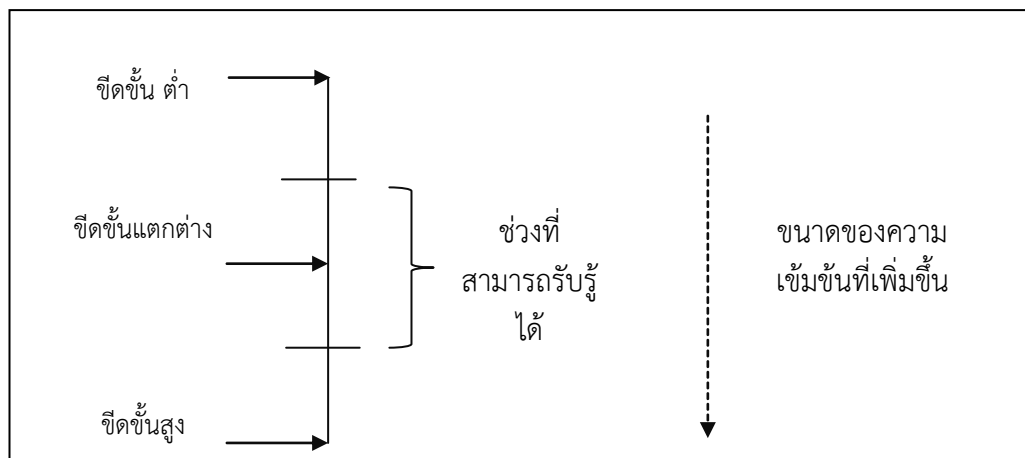 ขีดขั้น ต่ำ
ขีดขั้นแตกต่าง
ช่วงที่
สามารถรับรู้
ได้
ขนาดของความ
เข้มข้นที่เพิ่มขึ้น
ขีดขั้นสูง